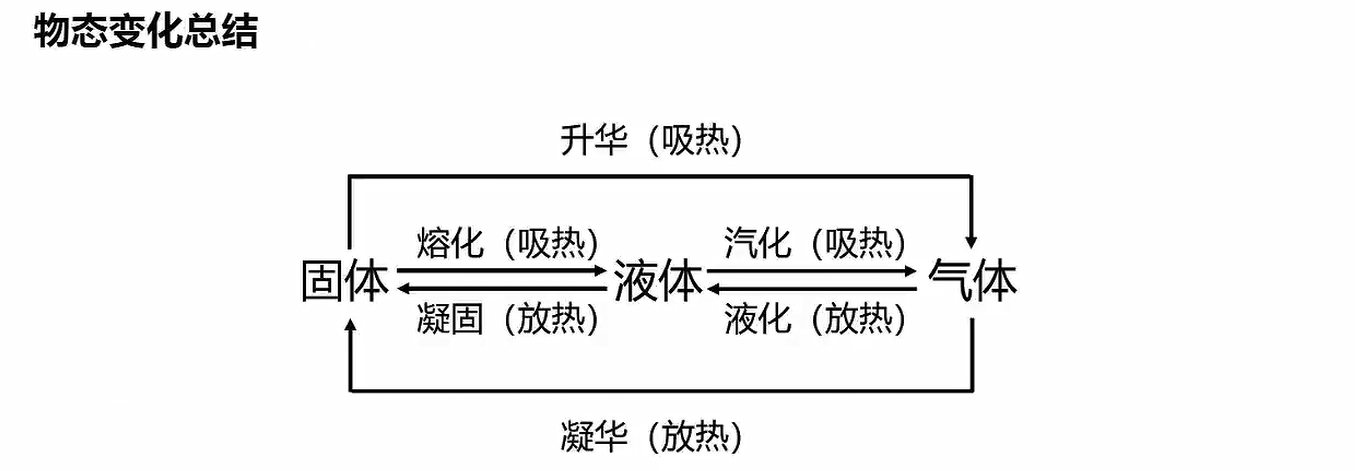 物态变化总结
升华（吸热）
熔化（吸热） 汽化（吸热）
固体 液体 气体
凝固（放热） 液化（放热）
凝华（放热）